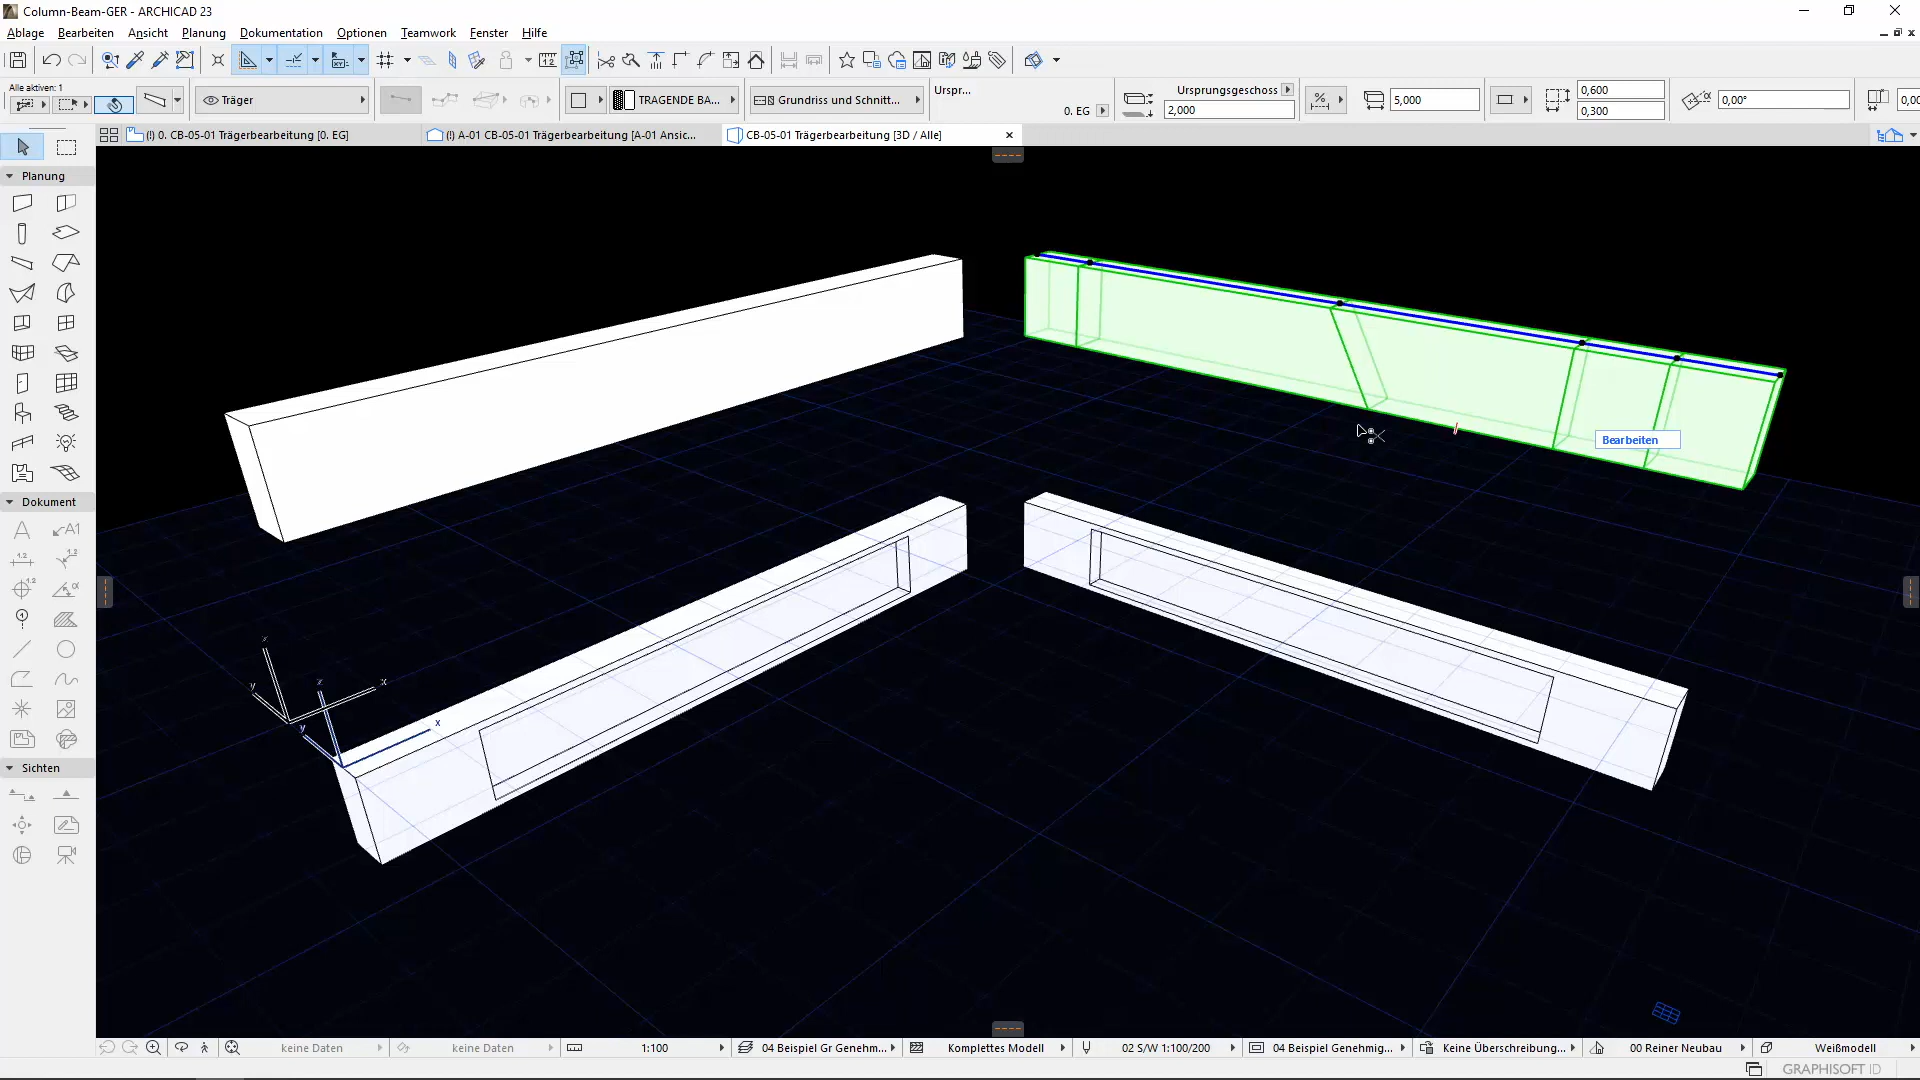 Column-Beam-GER - ARCHICAD 23
Ablage Bearbeiten Ansicht Planung Dokumentation Optionen Teamwork Fenster Hilfe
Alle aktiven: 1
Träger
TRAGENDE BA...
Grundriss und Schnitt...
Urspr...
0. EG
Ursprungsgeschoss
2,000
5,000
0,600
0,300
0,00°
0,00
(!) 0. CB-05-01 Trägerbearbeitung [0. EG]
(!) A-01 CB-05-01 Trägerbearbeitung [A-01 Ansic...
CB-05-01 Trägerbearbeitung [3D / Alle]
Planung
Dokument
Sichten
Bearbeiten
z
y
x
z
y
x
keine Daten
keine Daten
1:100
04 Beispiel Gr Genehm...
Komplettes Modell
02 S/W 1:100/200
04 Beispiel Genehmig...
Keine Überschreibung...
00 Reiner Neubau
Weißmodell
GRAPHISOFT ID